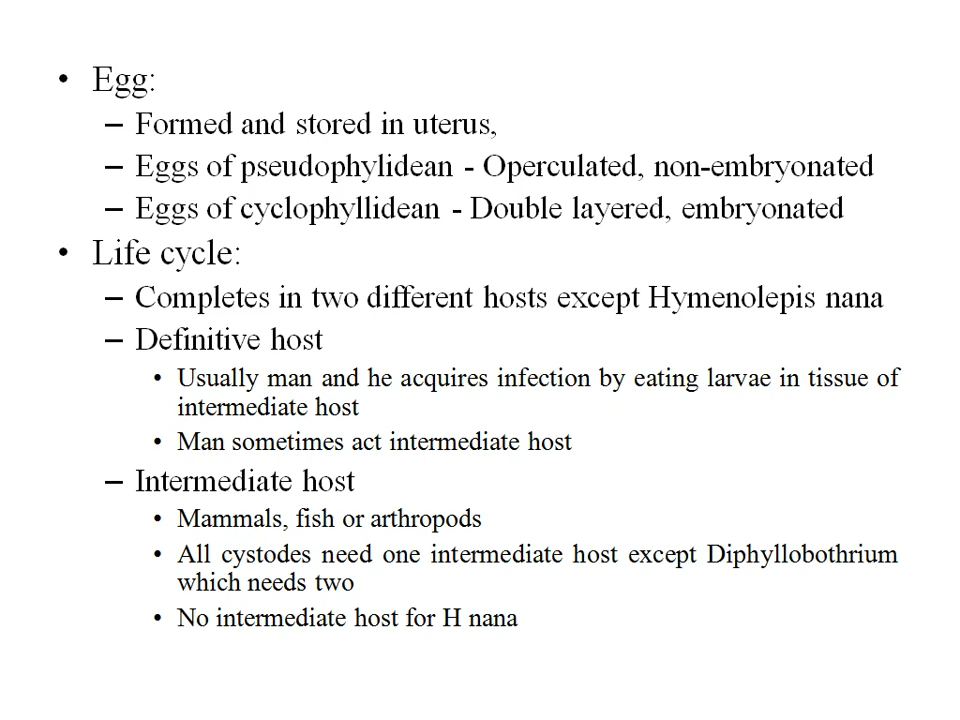 • Egg:
– Formed and stored in uterus,
– Eggs of pseudophylidean - Operculated, non-embryonated
– Eggs of cyclophyllidean - Double layered, embryonated
• Life cycle:
– Completes in two different hosts except Hymenolepis nana
– Definitive host
• Usually man and he acquires infection by eating larvae in tissue of
intermediate host
• Man sometimes act intermediate host
– Intermediate host
• Mammals, fish or arthropods
• All cystodes need one intermediate host except Diphyllobothrium
which needs two
• No intermediate host for H nana